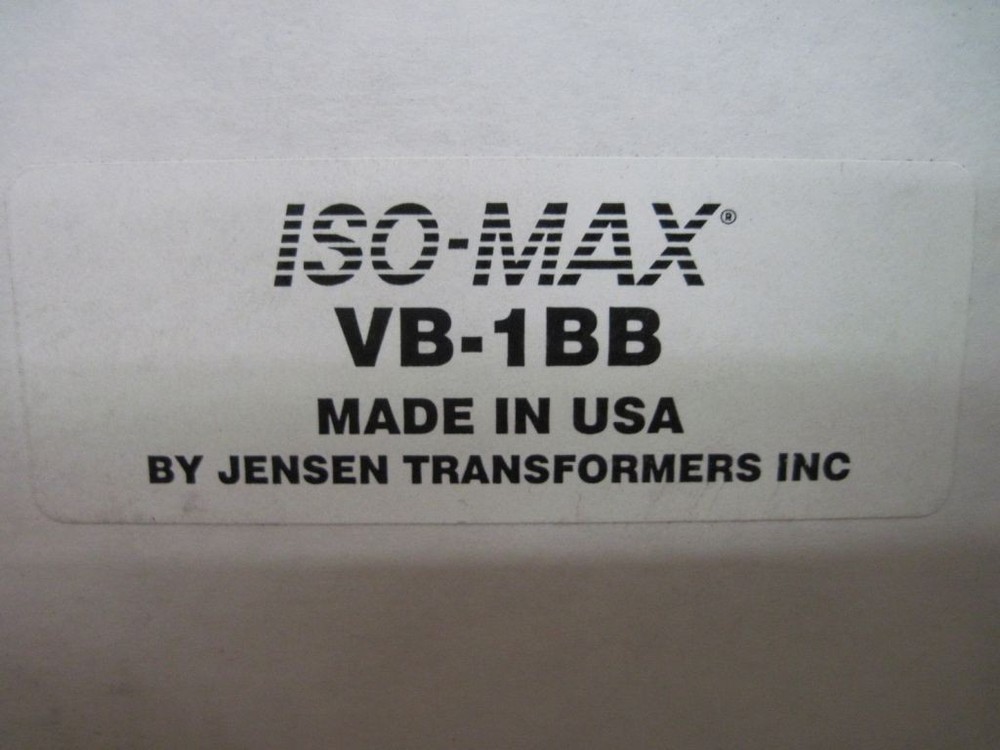 ISO-MAX®
VB-1BB
MADE IN USA
BY JENSEN TRANSFORMERS INC